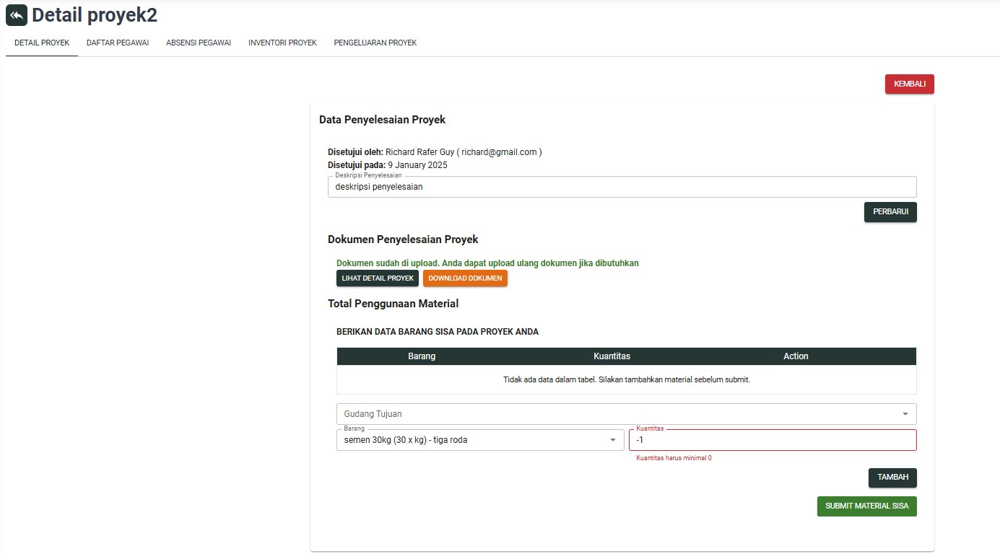 Detail proyek2
DETAIL PROYEK DAFTAR PEGAWAI ABSENSI PEGAWAI INVENTORI PROYEK PENGELUARAN PROYEK
KEMBALI
Data Penyelesaian Proyek
Disetujui oleh: Richard Rafer Guy ( richard@gmail.com )
Disetujui pada: 9 January 2025
Deskripsi Penyelesaian
deskripsi penyelesaian
PERBARUI
Dokumen Penyelesaian Proyek
Dokumen sudah di upload. Anda dapat upload ulang dokumen jika dibutuhkan
LIHAT DETAIL PROYEK DOWNLOAD DOKUMEN
Total Penggunaan Material
BERIKAN DATA BARANG SISA PADA PROYEK ANDA
Barang Kuantitas Action
Tidak ada data dalam tabel. Silakan tambahkan material sebelum submit.
Gudang Tujuan
Barang Kuantitas
semen 30kg (30 x kg) - tiga roda -1
Kuantitas harus minimal 0
TAMBAH
SUBMIT MATERIAL SISA